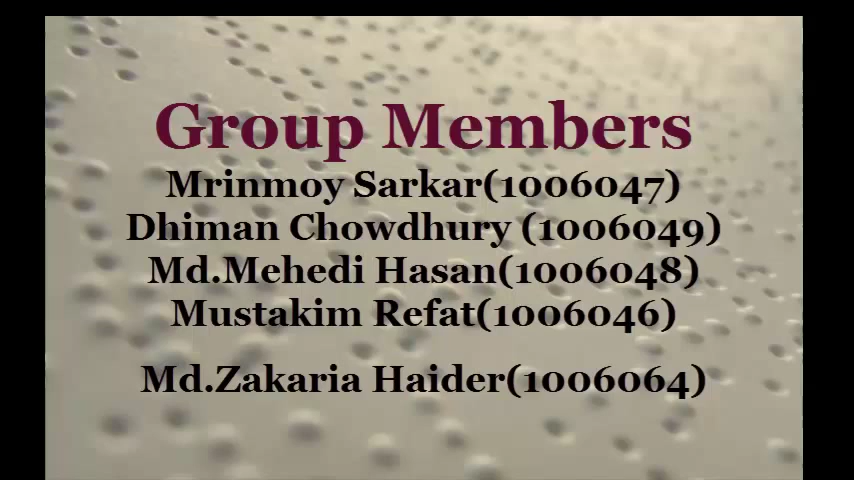 Group Members
Mrinmoy Sarkar(1006047)
Dhiman Chowdhury (1006049)
Md.Mehedi Hasan(1006048)
Mustakim Refat(1006046)
Md.Zakaria Haider(1006064)